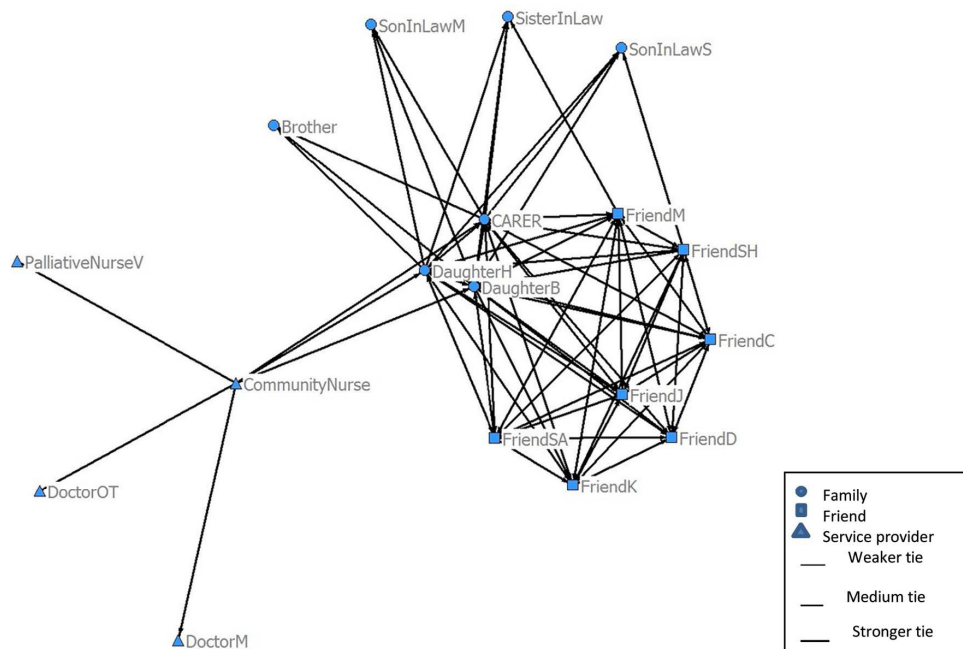 SonInLawM
SisterInLaw
SonInLawS
Brother
CARER
FriendM
FriendSH
PalliativeNurseV
DaughterH
DaughterB
FriendC
CommunityNurse
FriendJ
FriendSA
FriendD
FriendK
DoctorOT
DoctorM
Family
Friend
Service provider
Weaker tie
Medium tie
Stronger tie